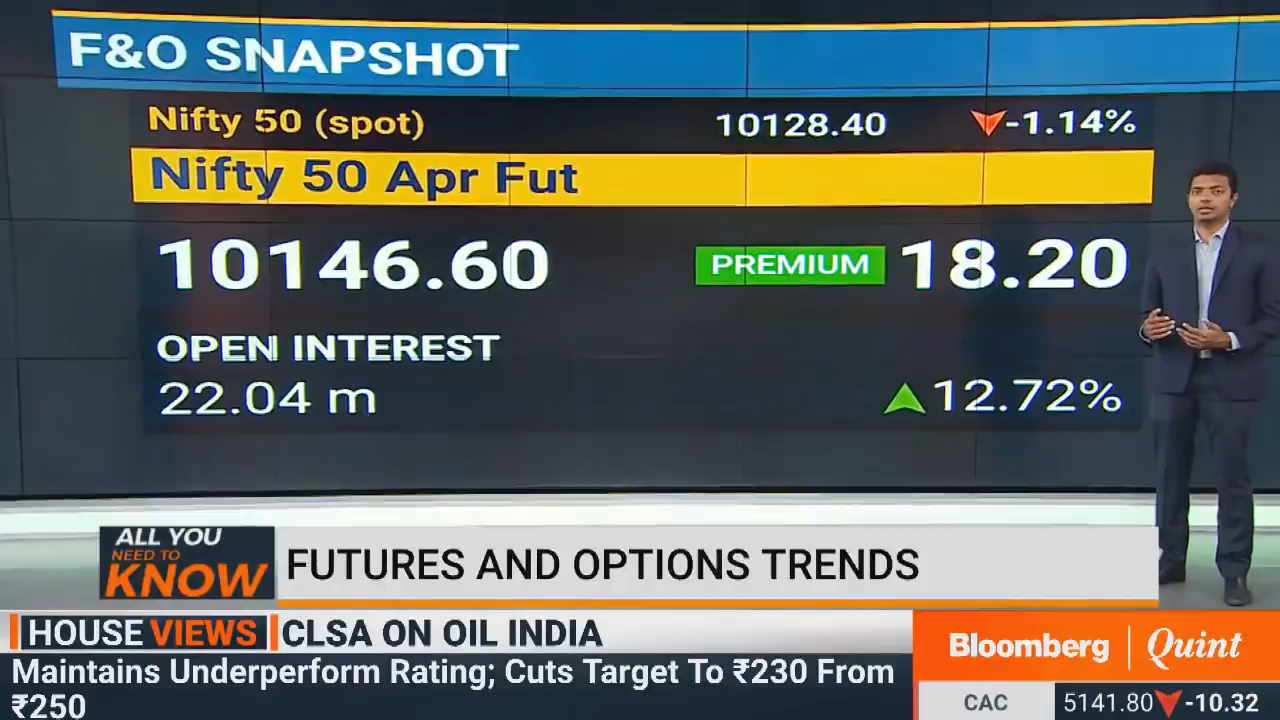 F&O SNAPSHOT
Nifty 50 (spot) 10128.40 -1.14%
Nifty 50 Apr Fut
10146.60 PREMIUM 18.20
OPEN INTEREST
22.04 m 12.72%
ALL YOU
NEED TO
KNOW
FUTURES AND OPTIONS TRENDS
HOUSE VIEWS CLSA ON OIL INDIA
Maintains Underperform Rating; Cuts Target To ₹230 From
₹250
Bloomberg | Quint
CAC 5141.80 -10.32